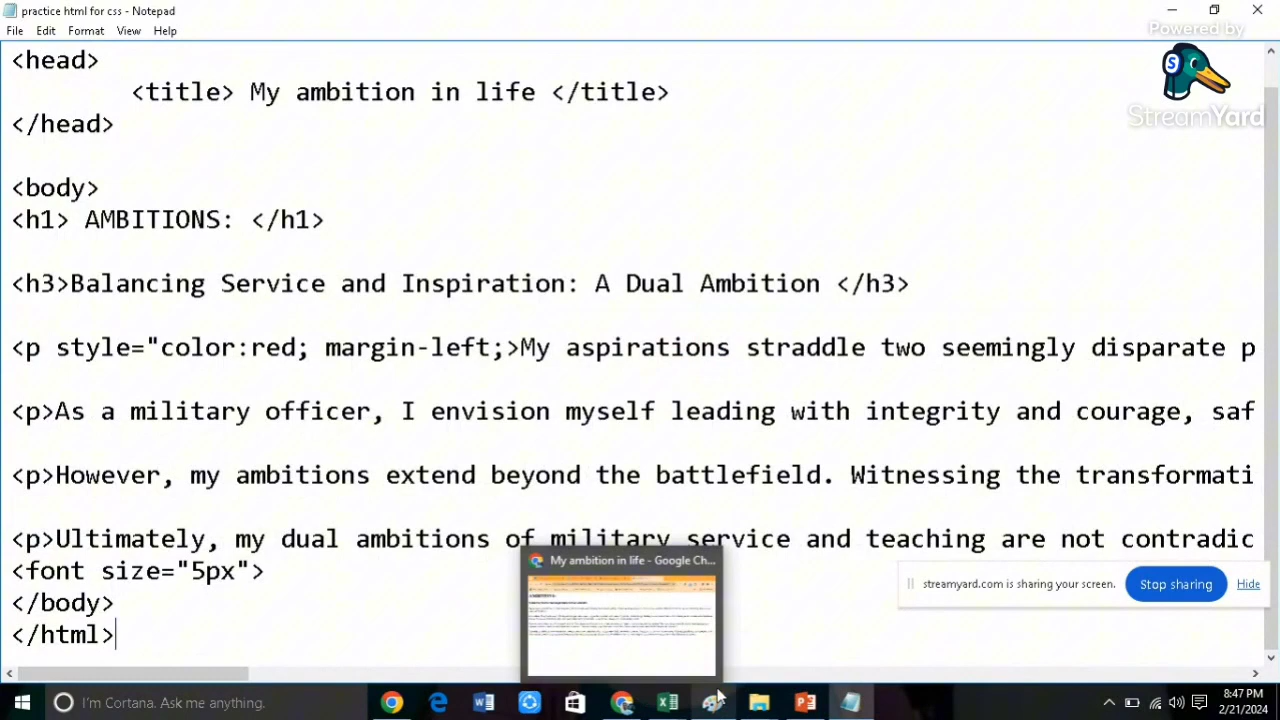 practice html for css - Notepad
File Edit Format View Help
Powered by
StreamYard
<head>
<title> My ambition in life </title>
</head>
<body>
<h1> AMBITIONS: </h1>
<h3>Balancing Service and Inspiration: A Dual Ambition </h3>
<p style="color:red; margin-left;>My aspirations straddle two seemingly disparate p
<p>As a military officer, I envision myself leading with integrity and courage, saf
<p>However, my ambitions extend beyond the battlefield. Witnessing the transformati
<p>Ultimately, my dual ambitions of military service and teaching are not contradic
<font size="5px">
</body>
</html>
My ambition in life - Google Ch...
streamyard.com is sharing your screen. Stop sharing Hide
I'm Cortana. Ask me anything.
8:47 PM
2/21/2024